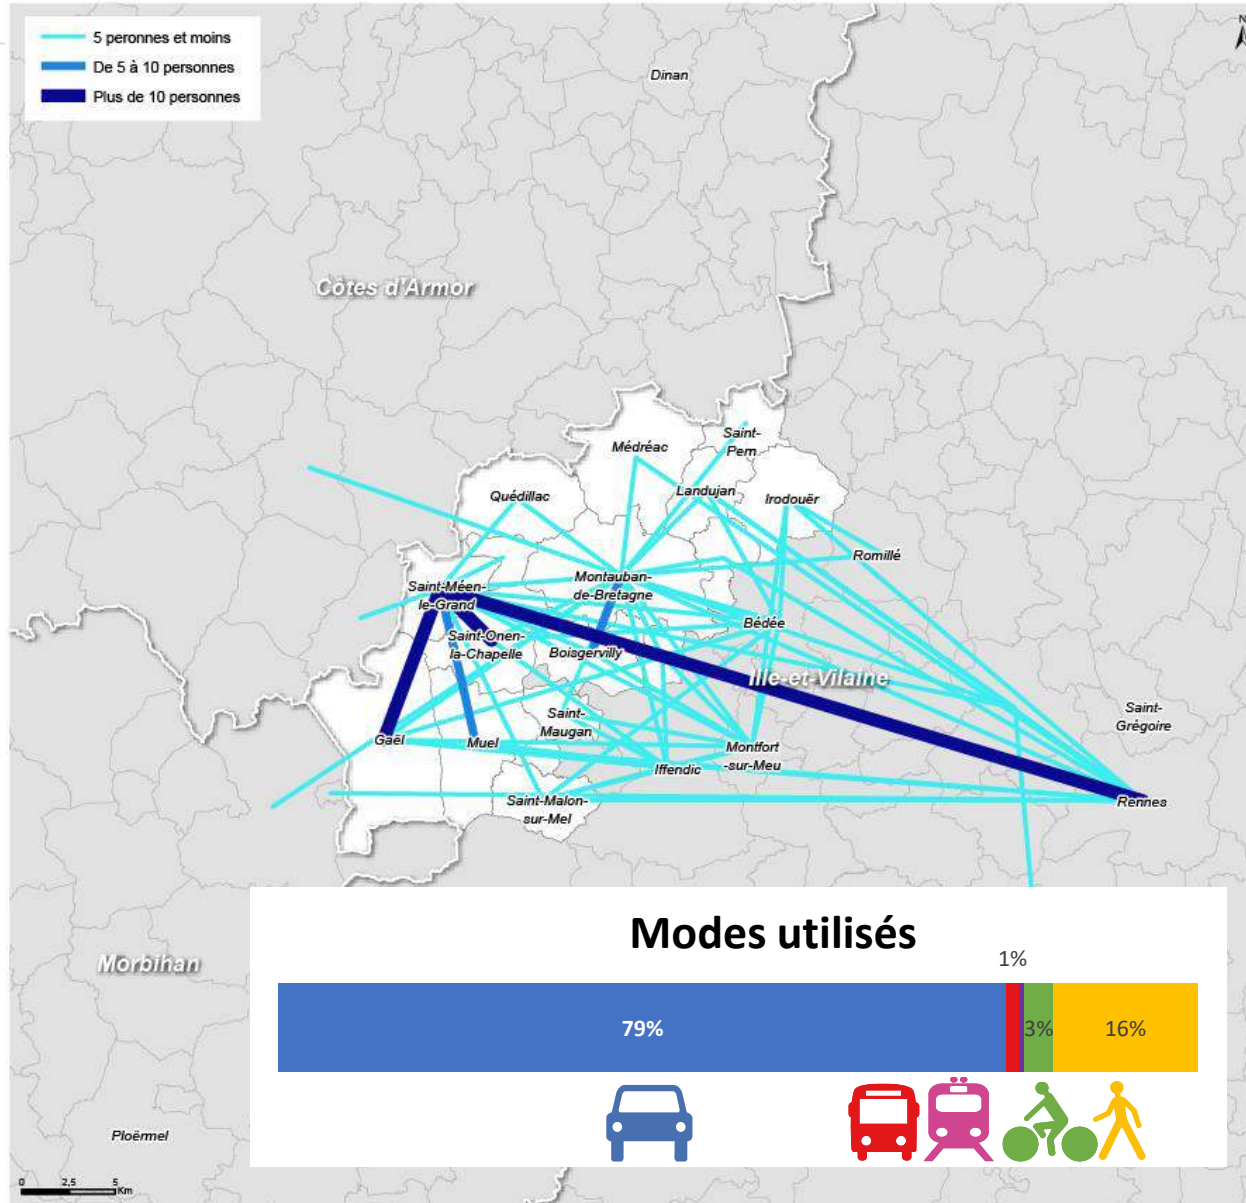 5 peronnes et moins
De 5 à 10 personnes
Plus de 10 personnes
N
Dinan
Côtes d'Armor
Médréac
Saint-
Pern
Quédillac
Landujan
Irodouër
Romillé
Saint-Méen-
le-Grand
Montauban-
de-Bretagne
Bédée
Saint-Onen-
la-Chapelle
Boisgervilly
Ille-et-Vilaine
Saint-
Grégoire
Saint-
Maugan
Gaël
Muel
Montfort
-sur-Meu
Iffendic
Saint-Malon-
sur-Mel
Rennes
Morbihan
Modes utilisés
1%
79%
3%
16%
Ploërmel
0 2,5 5
Km